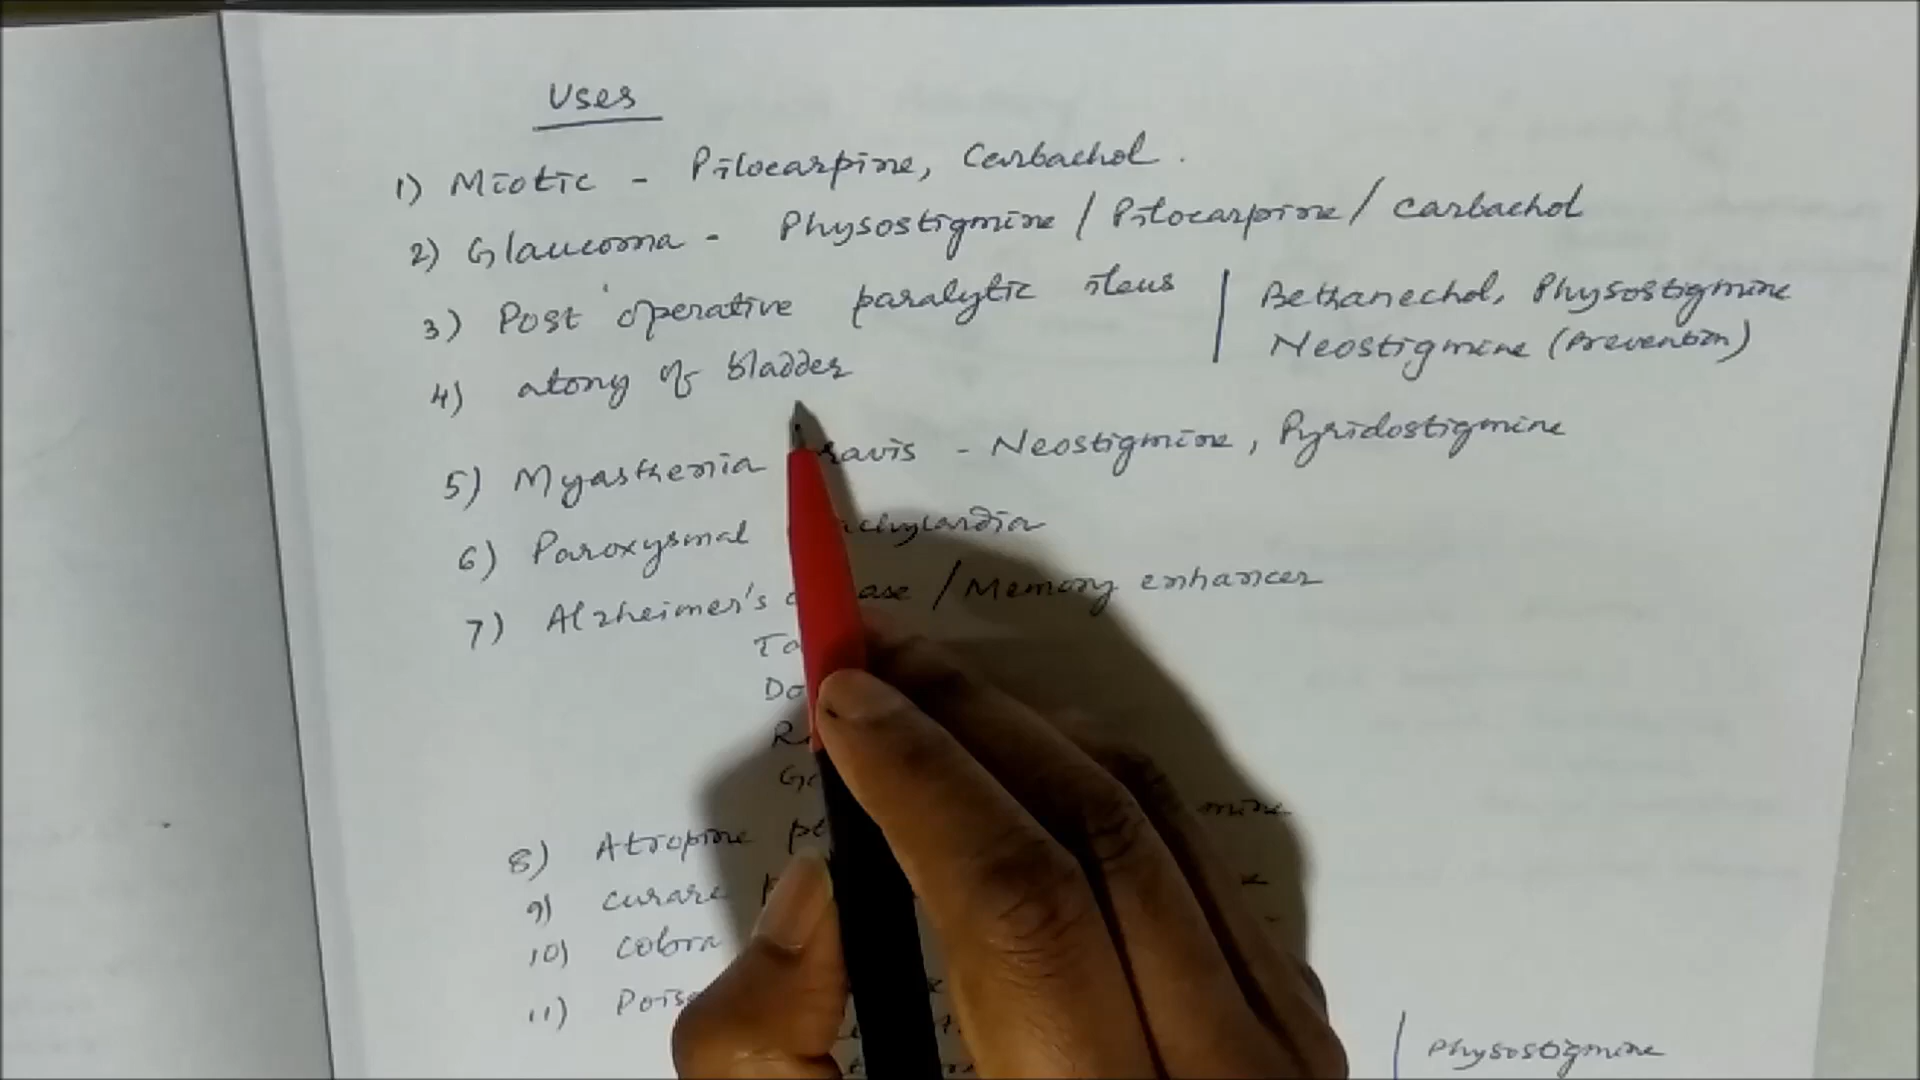 Uses
1) Miotic - Pilocarpine, Carbachol.
2) Glaucoma - Physostigmine / Pilocarpine / Carbachol
3) Post operative paralytic ileus | Bethanechol, Physostigmine
Neostigmine (Prevention)
4) atony of bladder
5) Myasthenia - Neostigmine, Pyridostigmine
6) Paroxysmal
7) Alzheimer's / Memory enhancer
8) Atropine
9) curare
10) cobra
11)
Physostigmine